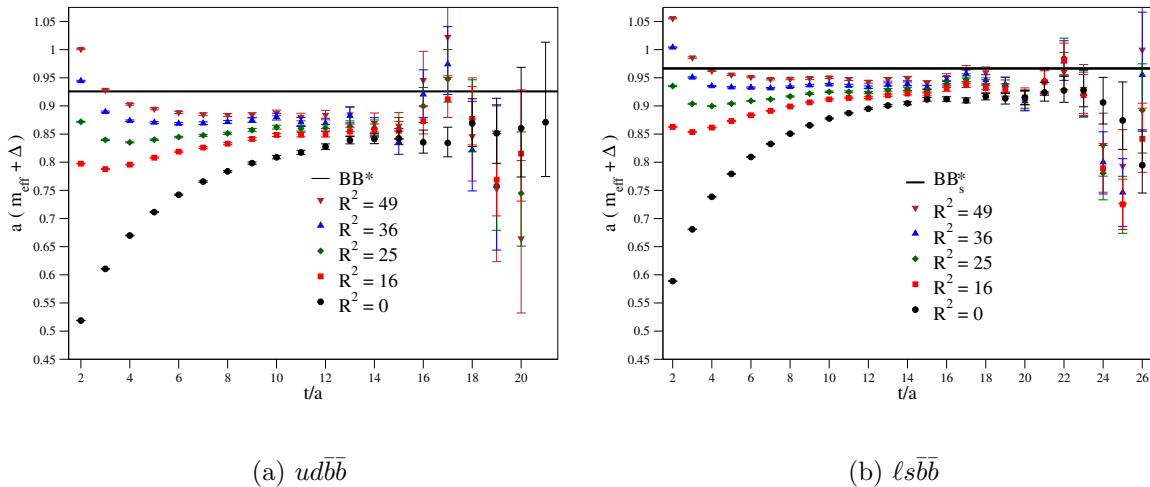 1.05
1
0.95
0.9
0.85
0.8
0.75
0.7
0.65
0.6
0.55
0.5
0.45
a ( m_eff + Δ )
BB*
R² = 49
R² = 36
R² = 25
R² = 16
R² = 0
2 4 6 8 10 12 14 16 18 20
t/a
(a) udb̅b̅
1.05
1
0.95
0.9
0.85
0.8
0.75
0.7
0.65
0.6
0.55
0.5
0.45
a ( m_eff + Δ )
BB*_s
R² = 49
R² = 36
R² = 25
R² = 16
R² = 0
2 4 6 8 10 12 14 16 18 20 22 24 26
t/a
(b) ℓsb̅b̅